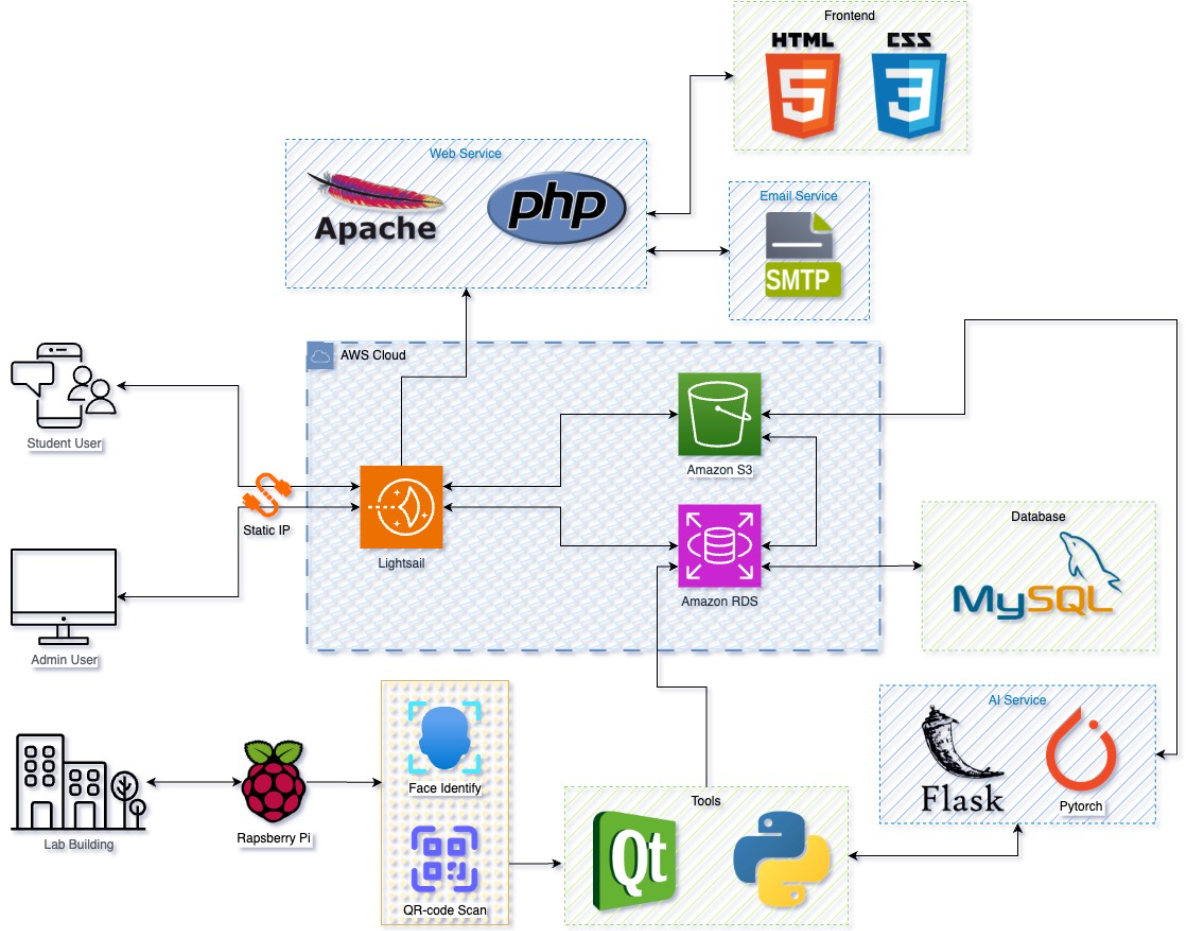 Frontend
HTML
5
CSS
3
Web Service
Apache
php
Email Service
SMTP
AWS Cloud
Student User
Amazon S3
Static IP
Lightsail
Amazon RDS
Database
MySQL
Admin User
AI Service
Flask
Pytorch
Face Identify
Lab Building
Rapsberry Pi
QR-code Scan
Tools
Qt